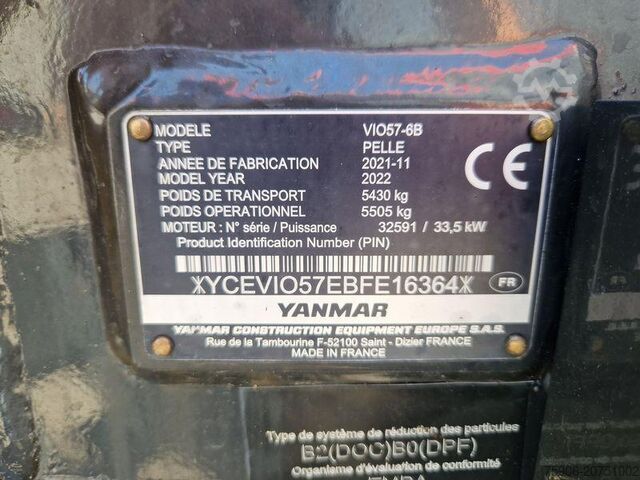 MODELE VIO57-6B
TYPE PELLE
ANNEE DE FABRICATION 2021-11
MODEL YEAR 2022
POIDS DE TRANSPORT 5430 kg
POIDS OPERATIONNEL 5505 kg
MOTEUR : N° série / Puissance 32591 / 33,5 kW
Product Identification Number (PIN)
CE
YCEVIO57EBFE16364
FR
YANMAR
YANMAR CONSTRUCTION EQUIPMENT EUROPE S.A.S.
Rue de la Tambourine F-52100 Saint - Dizier FRANCE
MADE IN FRANCE
Type de système de réduction des particules
B2(DOC)B0(DPF)
Organisme d'évaluation de conformité